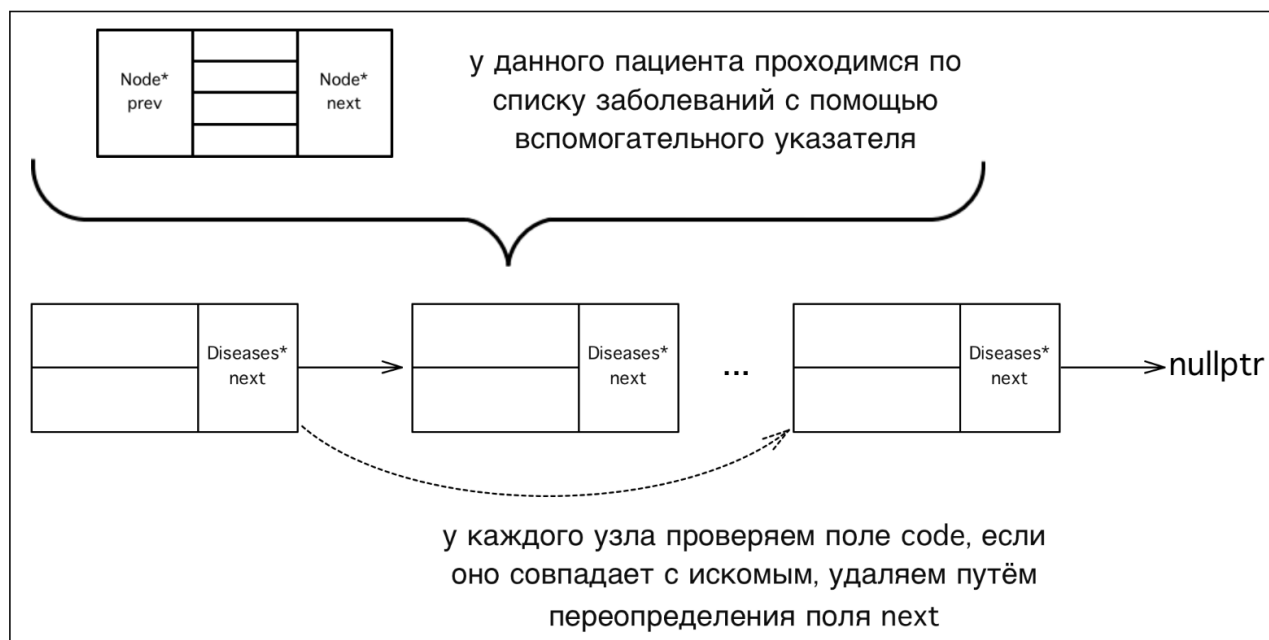 Node*
prev
Node*
next
у данного пациента проходимся по
списку заболеваний с помощью
вспомогательного указателя
Diseases*
next
Diseases*
next
...
Diseases*
next
nullptr
у каждого узла проверяем поле code, если
оно совпадает с искомым, удаляем путём
переопределения поля next